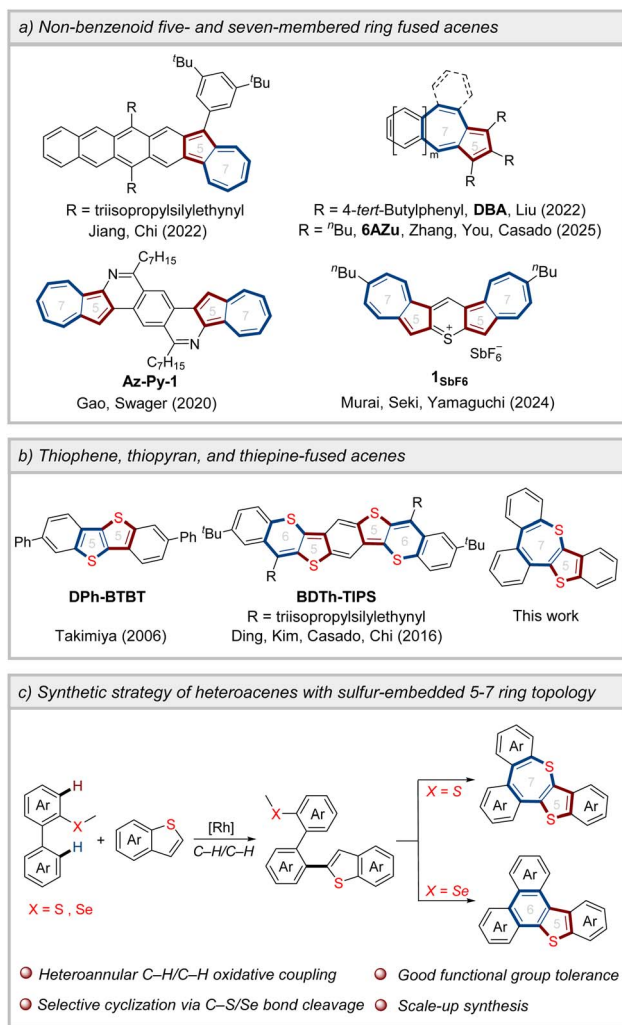 a) Non-benzenoid five- and seven-membered ring fused acenes
R
tBu
tBu
5
7
R
R = triisopropylsilylethynyl
Jiang, Chi (2022)
m
7
5
R
R
R
R = 4-tert-Butylphenyl, DBA, Liu (2022)
R = nBu, 6AZu, Zhang, You, Casado (2025)
C7H15
N
7
5
5
7
N
C7H15
Az-Py-1
Gao, Swager (2020)
nBu
nBu
7
7
5
5
S+
SbF6−
1SbF6
Murai, Seki, Yamaguchi (2024)
b) Thiophene, thiopyran, and thiepine-fused acenes
Ph
S
5
5
S
Ph
DPh-BTBT
Takimiya (2006)
tBu
S
6
5
R
S
S
5
6
S
R
tBu
BDTh-TIPS
R = triisopropylsilylethynyl
Ding, Kim, Casado, Chi (2016)
S
7
5
S
This work
c) Synthetic strategy of heteroacenes with sulfur-embedded 5-7 ring topology
H
Ar
X
H
Ar
X = S , Se
+
Ar
S
[Rh]
C–H/C–H
X
Ar
Ar
S
Ar
X = S
Ar
S
7
Ar
5
Ar
S
X = Se
Ar
6
Ar
5
Ar
S
Heteroannular C–H/C–H oxidative coupling
Good functional group tolerance
Selective cyclization via C–S/Se bond cleavage
Scale-up synthesis